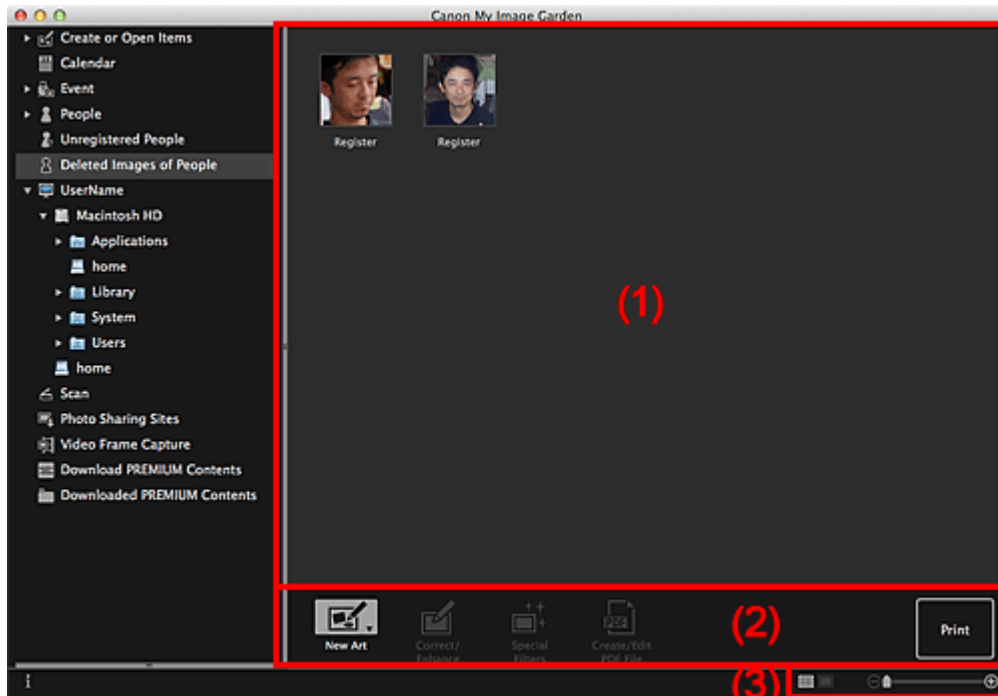 Canon My Image Garden
Create or Open Items
Calendar
Event
People
Unregistered People
Deleted Images of People
UserName
Macintosh HD
Applications
home
Library
System
Users
home
Scan
Photo Sharing Sites
Video Frame Capture
Download PREMIUM Contents
Downloaded PREMIUM Contents
Register
Register
(1)
New Art
Correct/
Enhance
Special
Filters
PDF
Create/Edit
PDF File
(2)
Print
(3)